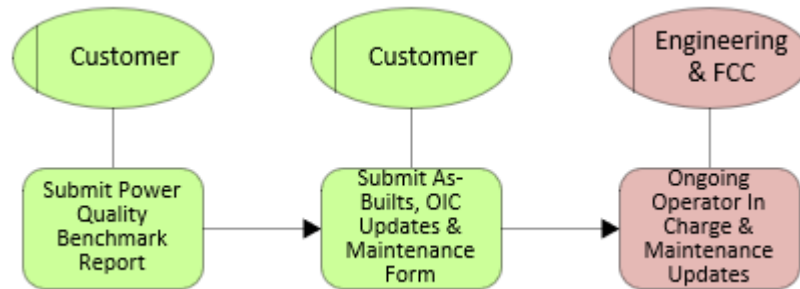 Customer
Customer
Engineering
& FCC
Submit Power
Quality
Benchmark
Report
Submit As-
Builts, OIC
Updates &
Maintenance
Form
Ongoing
Operator In
Charge &
Maintenance
Updates